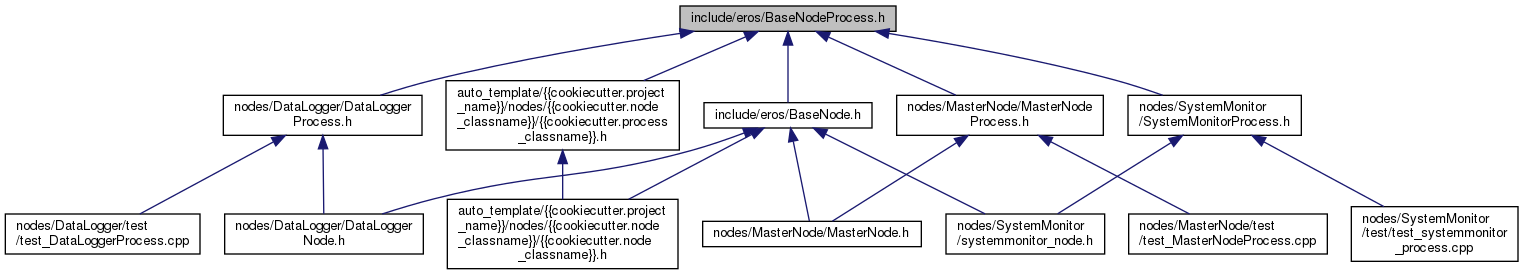 include/eros/BaseNodeProcess.h
nodes/DataLogger/DataLogger
Process.h
auto_template/{{cookiecutter.project
_name}}/nodes/{{cookiecutter.node
_classname}}/{{cookiecutter.process
_classname}}.h
include/eros/BaseNode.h
nodes/MasterNode/MasterNode
Process.h
nodes/SystemMonitor
/SystemMonitorProcess.h
nodes/DataLogger/test
/test_DataLoggerProcess.cpp
nodes/DataLogger/DataLogger
Node.h
auto_template/{{cookiecutter.project
_name}}/nodes/{{cookiecutter.node
_classname}}/{{cookiecutter.node
_classname}}.h
nodes/MasterNode/MasterNode.h
nodes/SystemMonitor
/systemmonitor_node.h
nodes/MasterNode/test
/test_MasterNodeProcess.cpp
nodes/SystemMonitor
/test/test_systemmonitor
_process.cpp